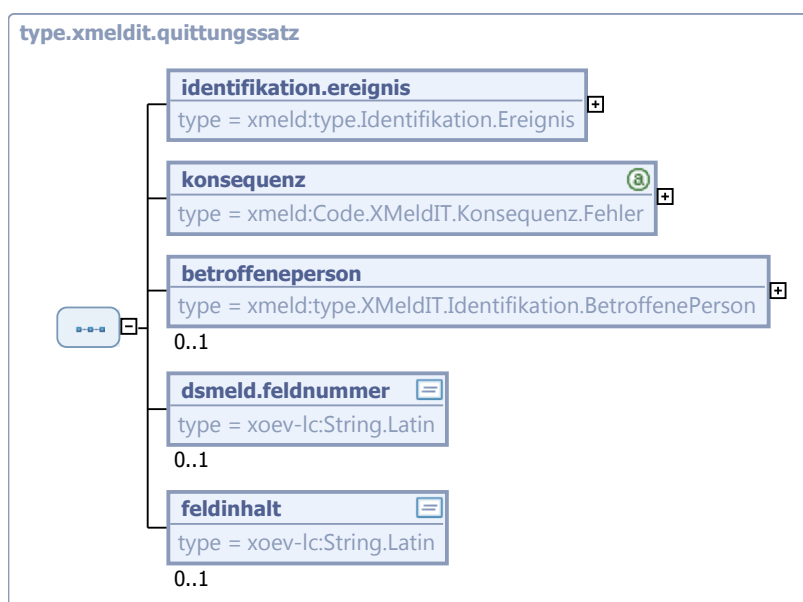 type.xmeldit.quittungssatz
identifikation.ereignis
type = xmeld:type.Identifikation.Ereignis
konsequenz
type = xmeld:Code.XMeldIT.Konsequenz.Fehler
betroffeneperson
type = xmeld:type.XMeldIT.Identifikation.BetroffenePerson
0..1
dsmeld.feldnummer
type = xoev-lc:String.Latin
0..1
feldinhalt
type = xoev-lc:String.Latin
0..1